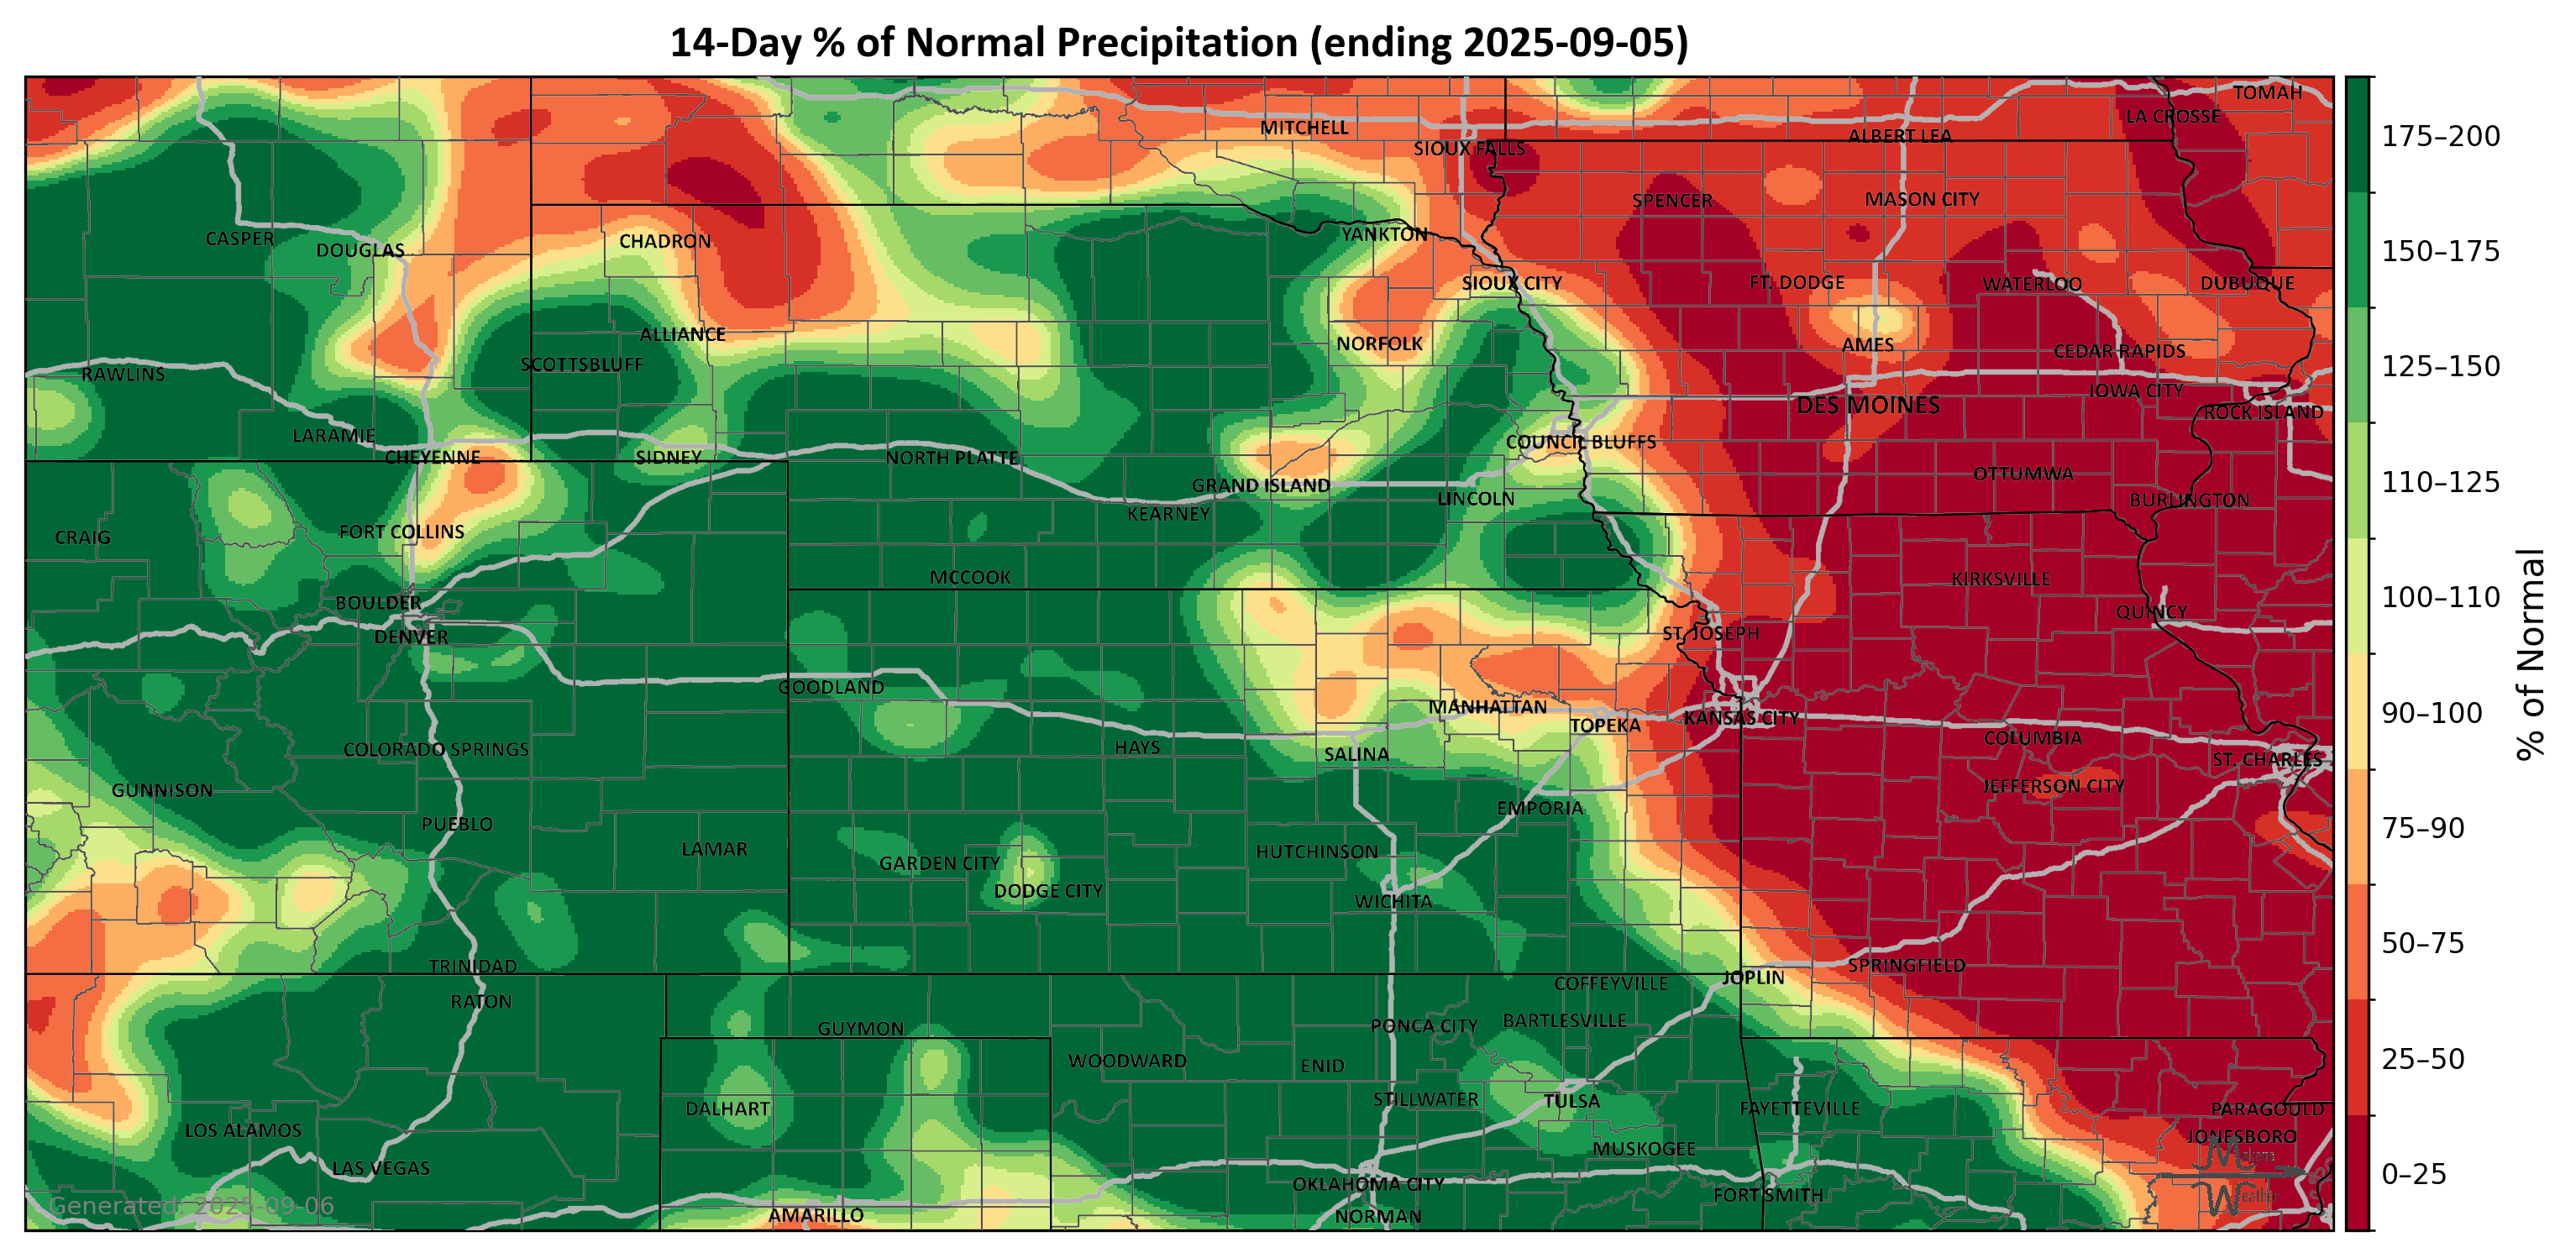 14-Day % of Normal Precipitation (ending 2025-09-05)
TOMAH
LA CROSSE
MITCHELL
ALBERT LEA
SIOUX FALLS
SPENCER
MASON CITY
CASPER
DOUGLAS
CHADRON
YANKTON
SIOUX CITY
FT. DODGE
WATERLOO
DUBUQUE
ALLIANCE
NORFOLK
AMES
CEDAR RAPIDS
SCOTTSBLUFF
RAWLINS
IOWA CITY
DES MOINES
ROCK ISLAND
LARAMIE
COUNCIL BLUFFS
CHEYENNE
SIDNEY
NORTH PLATTE
OTTUMWA
GRAND ISLAND
LINCOLN
BURLINGTON
KEARNEY
FORT COLLINS
CRAIG
MCCOOK
KIRKSVILLE
BOULDER
QUINCY
DENVER
ST. JOSEPH
GOODLAND
MANHATTAN
KANSAS CITY
TOPEKA
COLUMBIA
COLORADO SPRINGS
HAYS
SALINA
ST. CHARLES
GUNNISON
JEFFERSON CITY
EMPORIA
PUEBLO
LAMAR
HUTCHINSON
GARDEN CITY
DODGE CITY
WICHITA
TRINIDAD
SPRINGFIELD
JOPLIN
COFFEYVILLE
RATON
BARTLESVILLE
PONCA CITY
GUYMON
WOODWARD
ENID
STILLWATER
TULSA
DALHART
FAYETTEVILLE
PARAGOULD
LOS ALAMOS
JONESBORO
MUSKOGEE
LAS VEGAS
OKLAHOMA CITY
FORT SMITH
AMARILLO
NORMAN
Generated: 2025-09-06
Makens
Weather
175–200
150–175
125–150
110–125
100–110
90–100
75–90
50–75
25–50
0–25
% of Normal